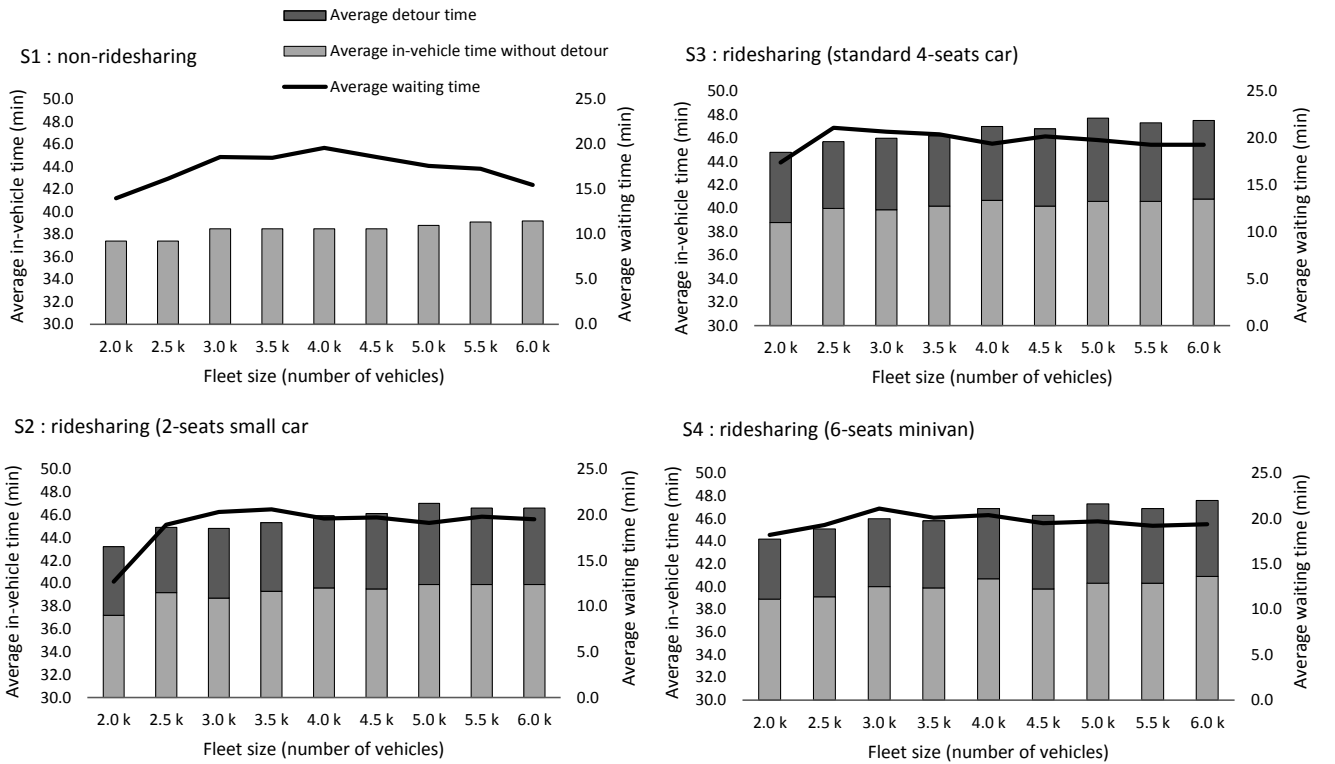 Average detour time
Average in-vehicle time without detour
Average waiting time
S1 : non-ridesharing
Average in-vehicle time (min)
50.0
48.0
46.0
44.0
42.0
40.0
38.0
36.0
34.0
32.0
30.0
25.0
20.0
15.0
10.0
5.0
0.0
Average waiting time (min)
2.0 k 2.5 k 3.0 k 3.5 k 4.0 k 4.5 k 5.0 k 5.5 k 6.0 k
Fleet size (number of vehicles)
S3 : ridesharing (standard 4-seats car)
Average in-vehicle time (min)
50.0
48.0
46.0
44.0
42.0
40.0
38.0
36.0
34.0
32.0
30.0
25.0
20.0
15.0
10.0
5.0
0.0
Average waiting time (min)
2.0 k 2.5 k 3.0 k 3.5 k 4.0 k 4.5 k 5.0 k 5.5 k 6.0 k
Fleet size (number of vehicles)
S2 : ridesharing (2-seats small car
Average in-vehicle time (min)
50.0
48.0
46.0
44.0
42.0
40.0
38.0
36.0
34.0
32.0
30.0
25.0
20.0
15.0
10.0
5.0
0.0
Average waiting time (min)
2.0 k 2.5 k 3.0 k 3.5 k 4.0 k 4.5 k 5.0 k 5.5 k 6.0 k
Fleet size (number of vehicles)
S4 : ridesharing (6-seats minivan)
Average in-vehicle time (min)
50.0
48.0
46.0
44.0
42.0
40.0
38.0
36.0
34.0
32.0
30.0
25.0
20.0
15.0
10.0
5.0
0.0
Average waiting time (min)
2.0 k 2.5 k 3.0 k 3.5 k 4.0 k 4.5 k 5.0 k 5.5 k 6.0 k
Fleet size (number of vehicles)